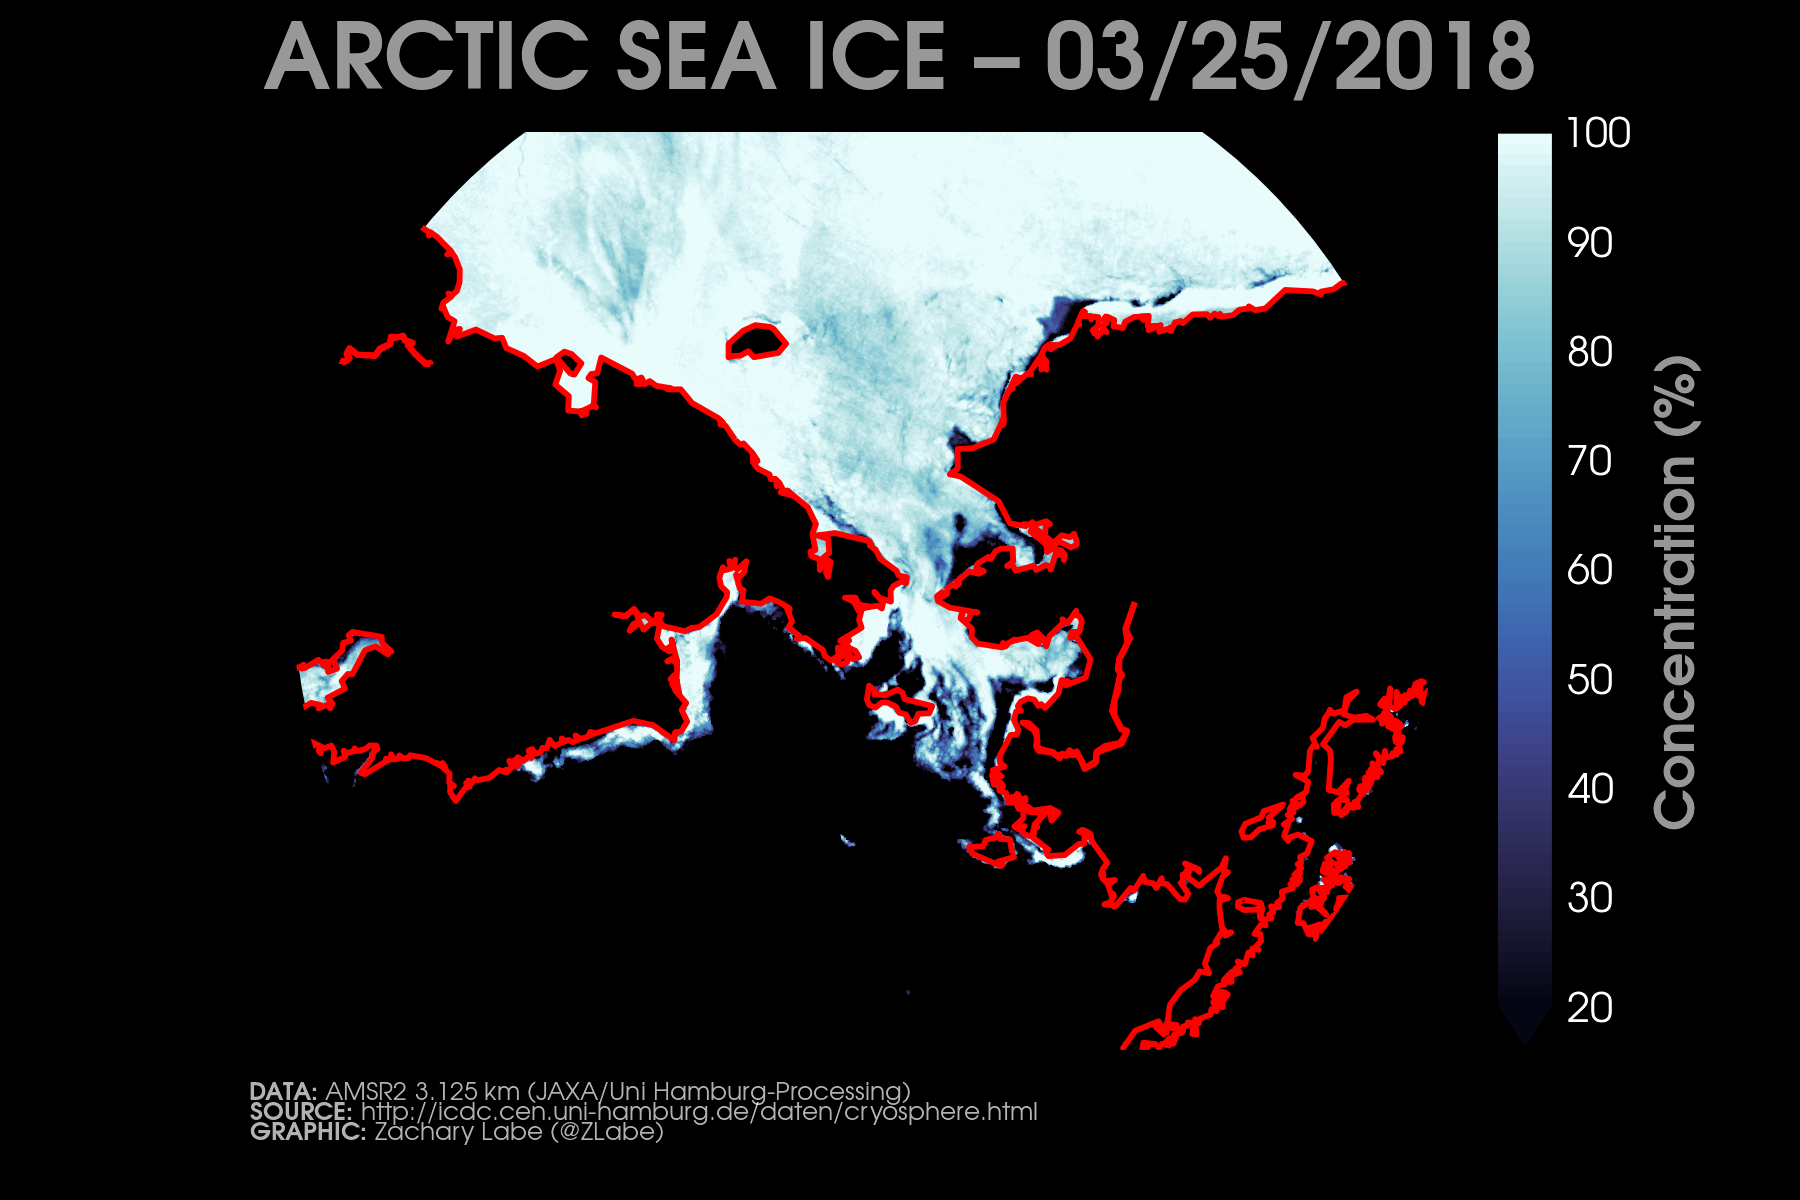 ARCTIC SEA ICE – 03/25/2018
100
90
80
70
60
50
40
30
20
Concentration (%)
DATA: AMSR2 3.125 km (JAXA/Uni Hamburg-Processing)
SOURCE: http://icdc.cen.uni-hamburg.de/daten/cryosphere.html
GRAPHIC: Zachary Labe (@ZLabe)